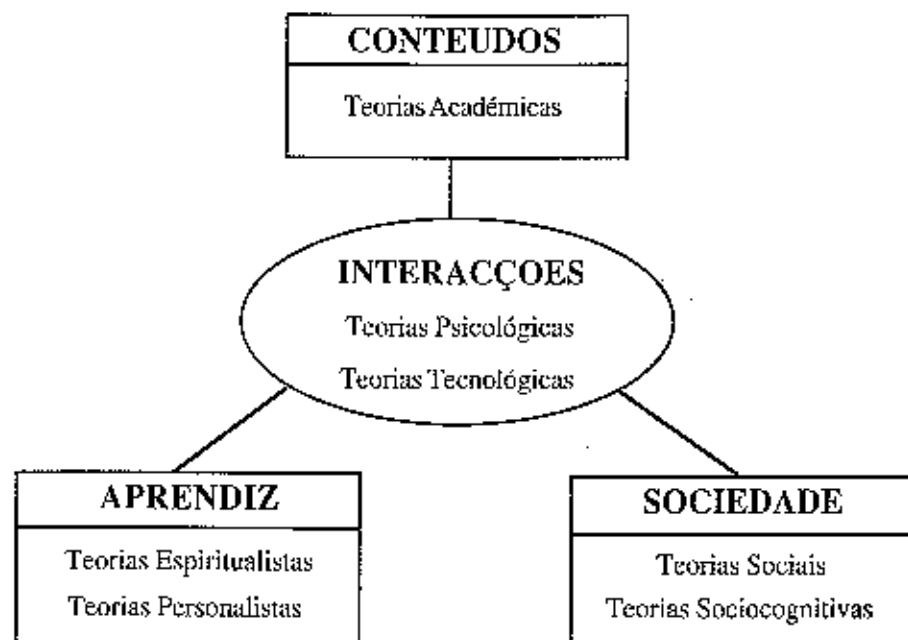 CONTEUDOS
Teorias Académicas
INTERACÇOES
Teorias Psicológicas
Teorias Tecnológicas
APRENDIZ
Teorias Espiritualistas
Teorias Personalistas
SOCIEDADE
Teorias Sociais
Teorias Sociocognitivas